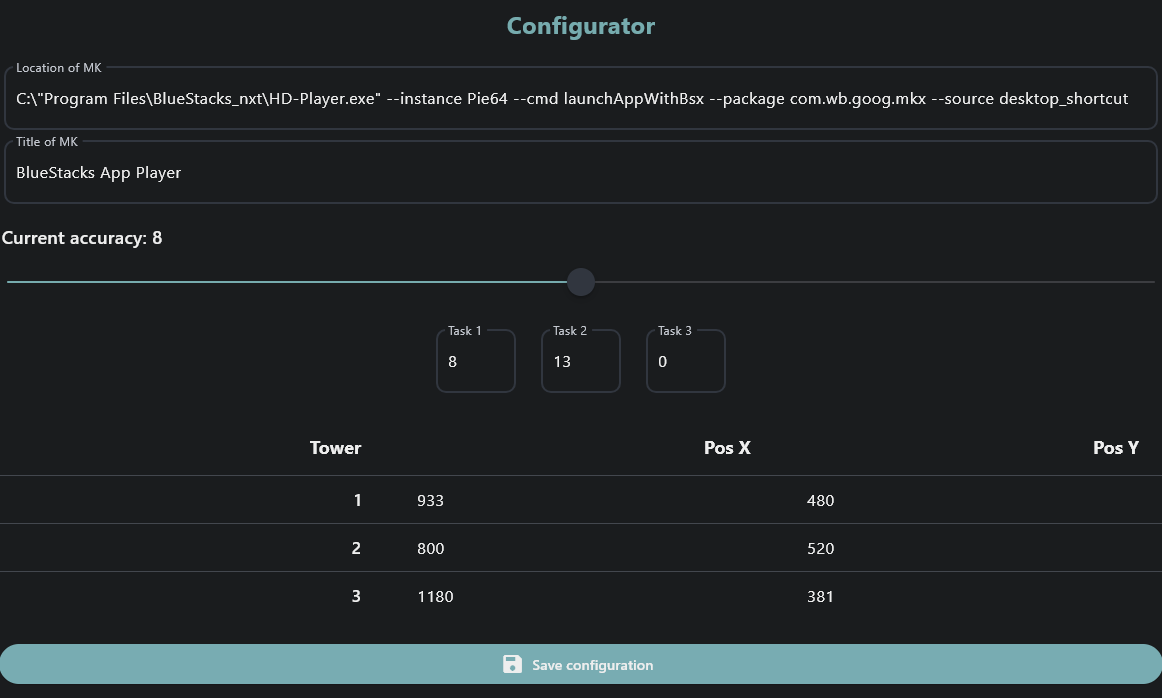 Configurator
Location of MK
C:\"Program Files\BlueStacks_nxt\HD-Player.exe" --instance Pie64 --cmd launchAppWithBsx --package com.wb.goog.mkx --source desktop_shortcut
Title of MK
BlueStacks App Player
Current accuracy: 8
Task 1 Task 2 Task 3
8 13 0
Tower Pos X Pos Y
1 933 480
2 800 520
3 1180 381
Save configuration